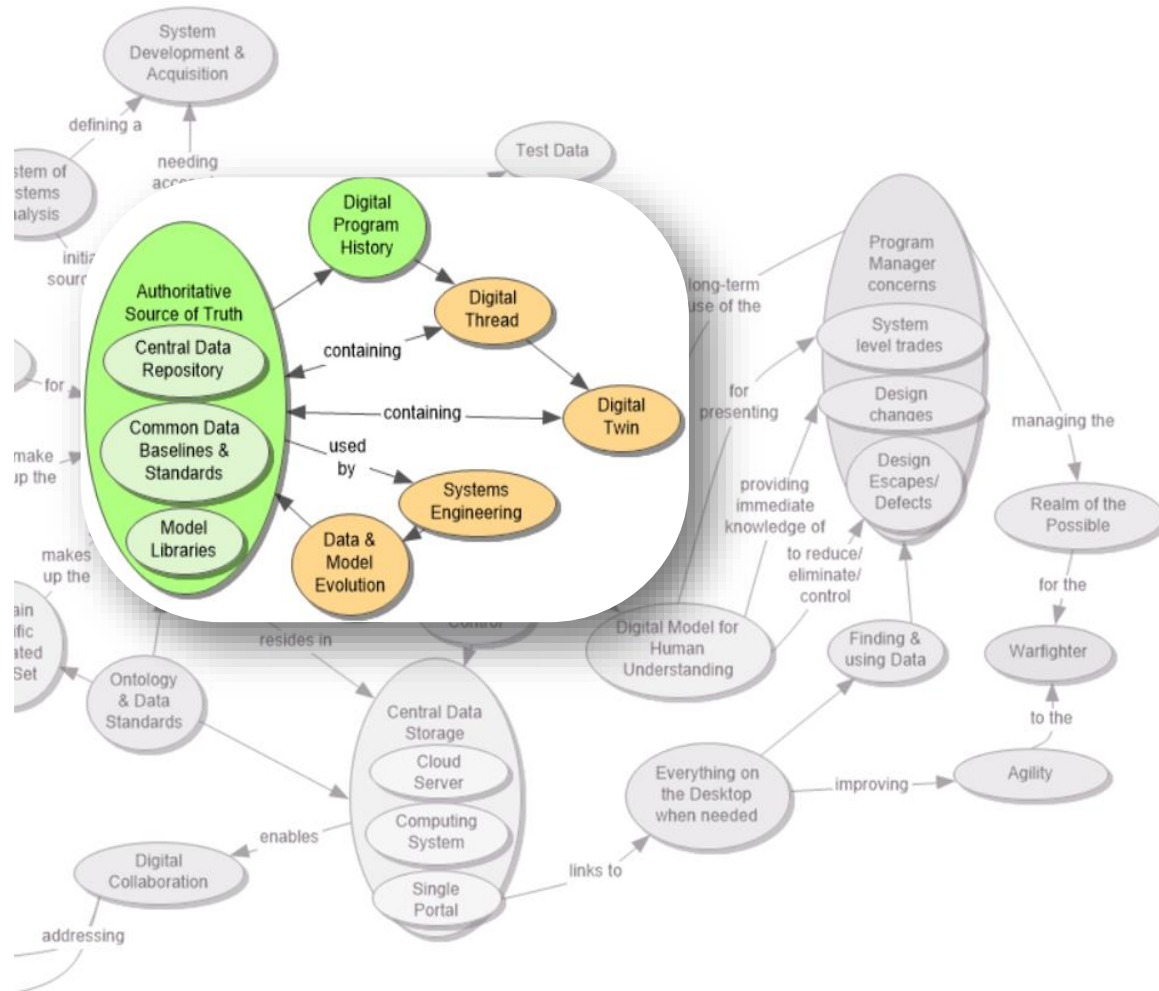 System
Development &
Acquisition
defining a
needing
Test Data
stem of
stems
nalysis
Digital
Program
History
Program
Manager
concerns
long-term
use of the
Authoritative
Source of Truth
Digital
Thread
System
level trades
containing
Central Data
Repository
for
for
presenting
containing
Digital
Twin
Design
changes
managing the
Common Data
Baselines & Standards
make
up the
used
by
Design
Escapes/
Defects
providing
immediate
knowledge of
Systems
Engineering
Realm of the
Possible
Model
Libraries
Data &
Model
Evolution
makes
up the
to reduce/
eliminate/
control
for the
ain
ific
ated
Set
resides in
Control
Digital Model for
Human
Understanding
Finding &
using Data
Warfighter
Ontology
& Data
Standards
to the
Central Data
Storage
Cloud
Server
Everything on
the Desktop
when needed
improving
Agility
Computing
System
enables
Digital
Collaboration
links to
Single
Portal
addressing